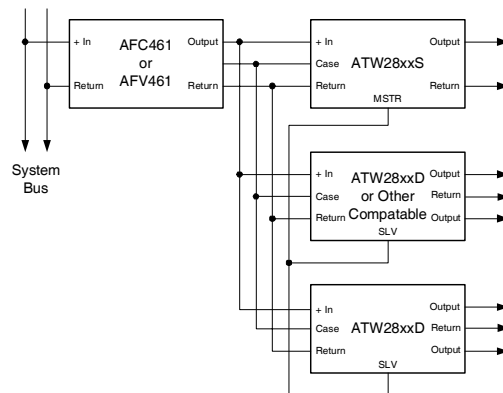 + In
Return
AFC461
or
AFV461
Output
Return
System
Bus
+ In
Case
Return
ATW28xxS
MSTR
Output
Return
+ In
Case
Return
ATW28xxD
or Other
Compatable
SLV
Output
Return
Output
+ In
Case
Return
ATW28xxD
SLV
Output
Return
Output